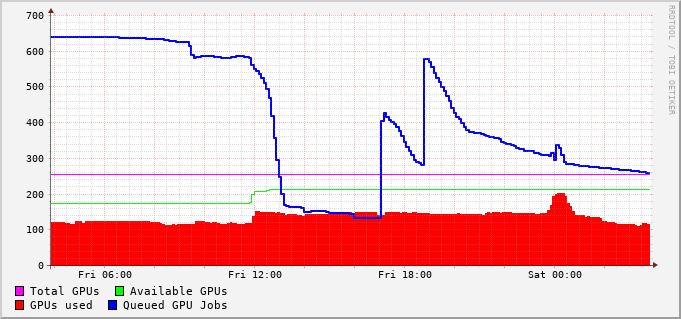 700
600
500
400
300
200
100
0
Fri 06:00 Fri 12:00 Fri 18:00 Sat 00:00
Total GPUs Available GPUs
GPUs used Queued GPU Jobs
RRDTOOL / TOBI OETIKER